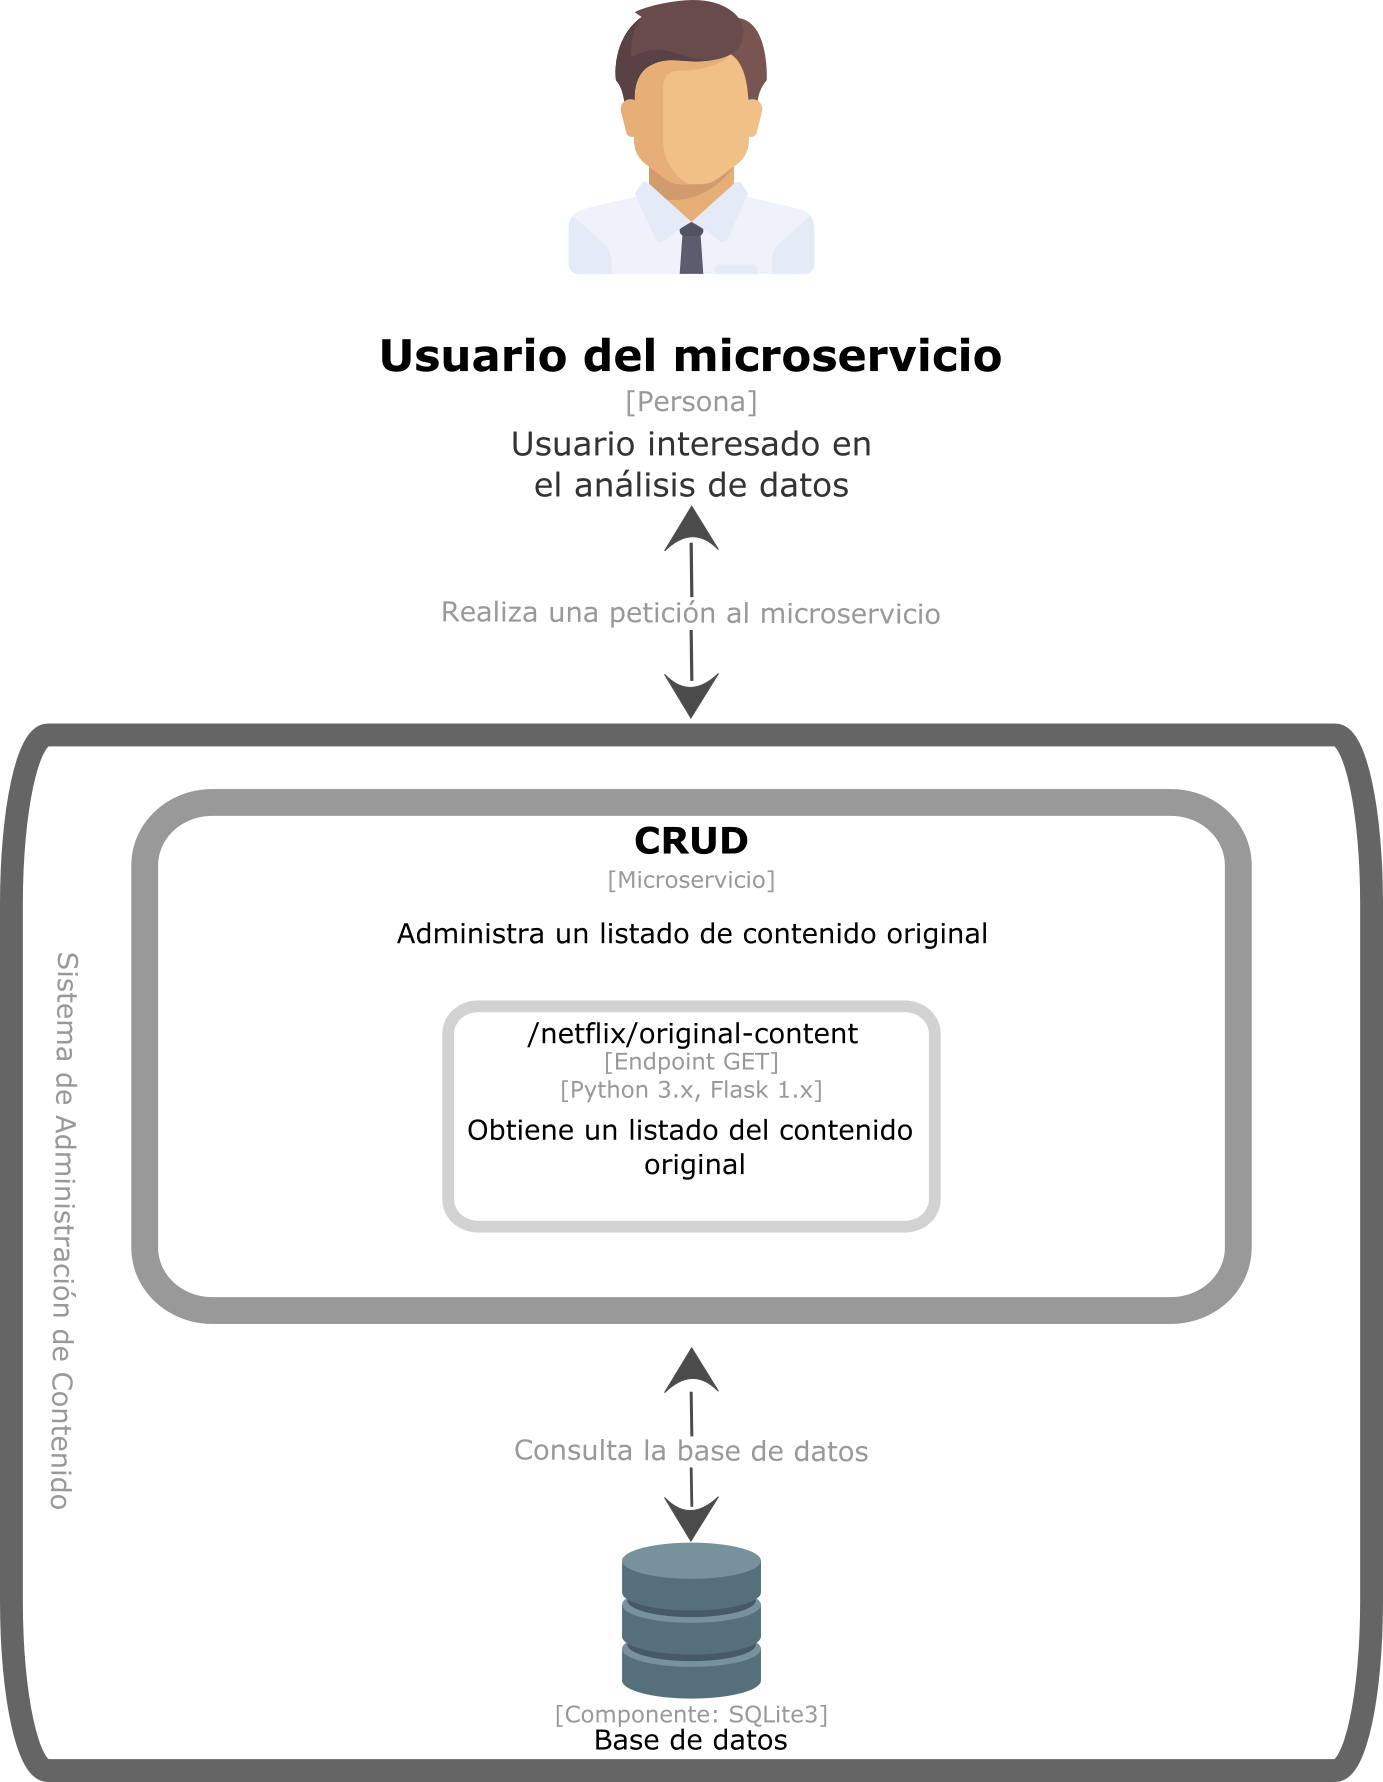 Usuario del microservicio
[Persona]
Usuario interesado en
el análisis de datos
Realiza una petición al microservicio
CRUD
[Microservicio]
Administra un listado de contenido original
/netflix/original-content
[Endpoint GET]
[Python 3.x, Flask 1.x]
Obtiene un listado del contenido
original
Sistema de Administración de Contenido
Consulta la base de datos
[Componente: SQLite3]
Base de datos